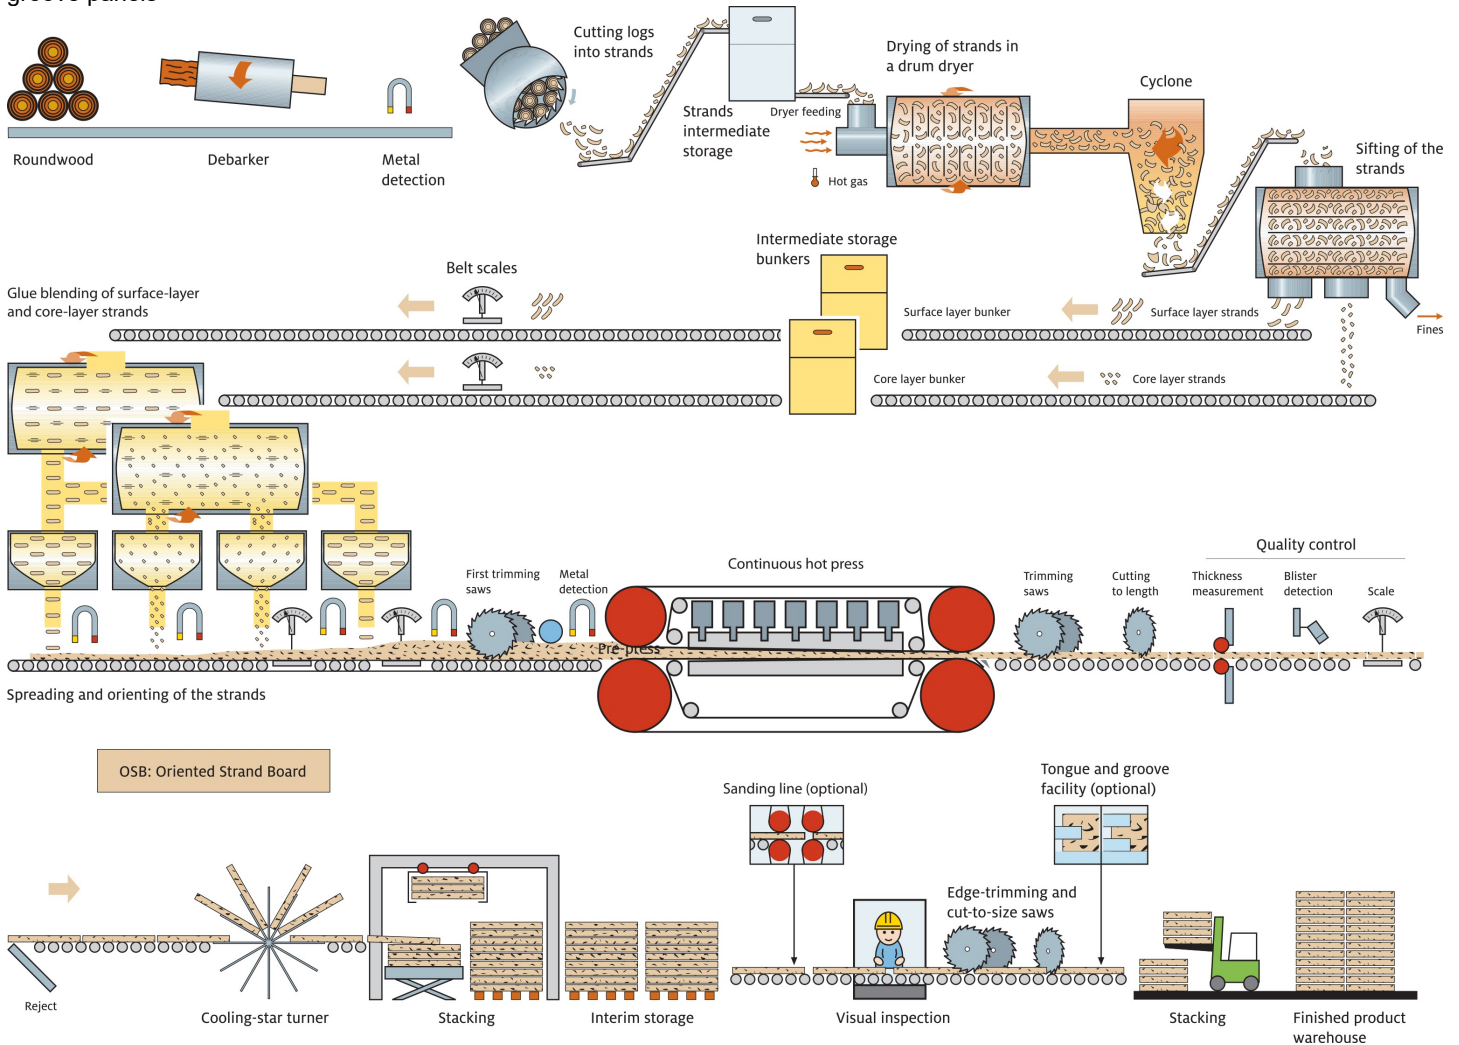 groove panels
Cutting logs
into strands
Drying of strands in
a drum dryer
Cyclone
Strands
intermediate
storage
Dryer feeding
Hot gas
Sifting of the
strands
Roundwood
Debarker
Metal
detection
Intermediate storage
bunkers
Belt scales
Glue blending of surface-layer
and core-layer strands
Surface layer bunker
Surface layer strands
Fines
Core layer bunker
Core layer strands
Quality control
Continuous hot press
First trimming
saws
Metal
detection
Trimming
saws
Cutting
to length
Thickness
measurement
Blister
detection
Scale
Pre-press
Spreading and orienting of the strands
OSB: Oriented Strand Board
Tongue and groove
facility (optional)
Sanding line (optional)
Edge-trimming and
cut-to-size saws
Reject
Cooling-star turner
Stacking
Interim storage
Visual inspection
Stacking
Finished product
warehouse